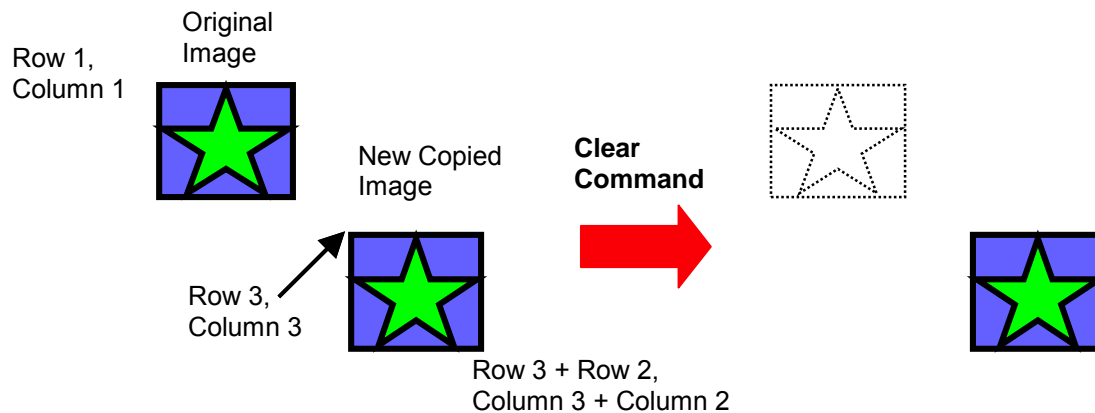 Original
Image
Row 1,
Column 1
New Copied
Image
Clear
Command
Row 3,
Column 3
Row 3 + Row 2,
Column 3 + Column 2